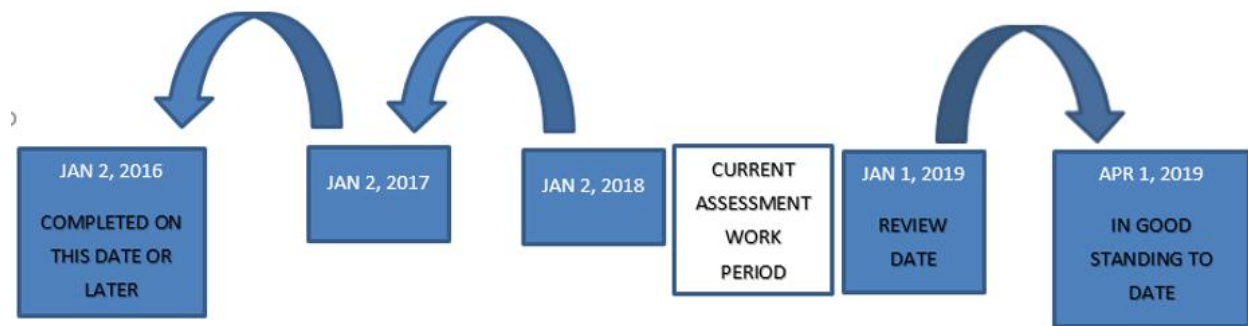 JAN 2, 2016
COMPLETED ON
THIS DATE OR
LATER
JAN 2, 2017
JAN 2, 2018
CURRENT
ASSESSMENT
WORK
PERIOD
JAN 1, 2019
REVIEW
DATE
APR 1, 2019
IN GOOD
STANDING TO
DATE